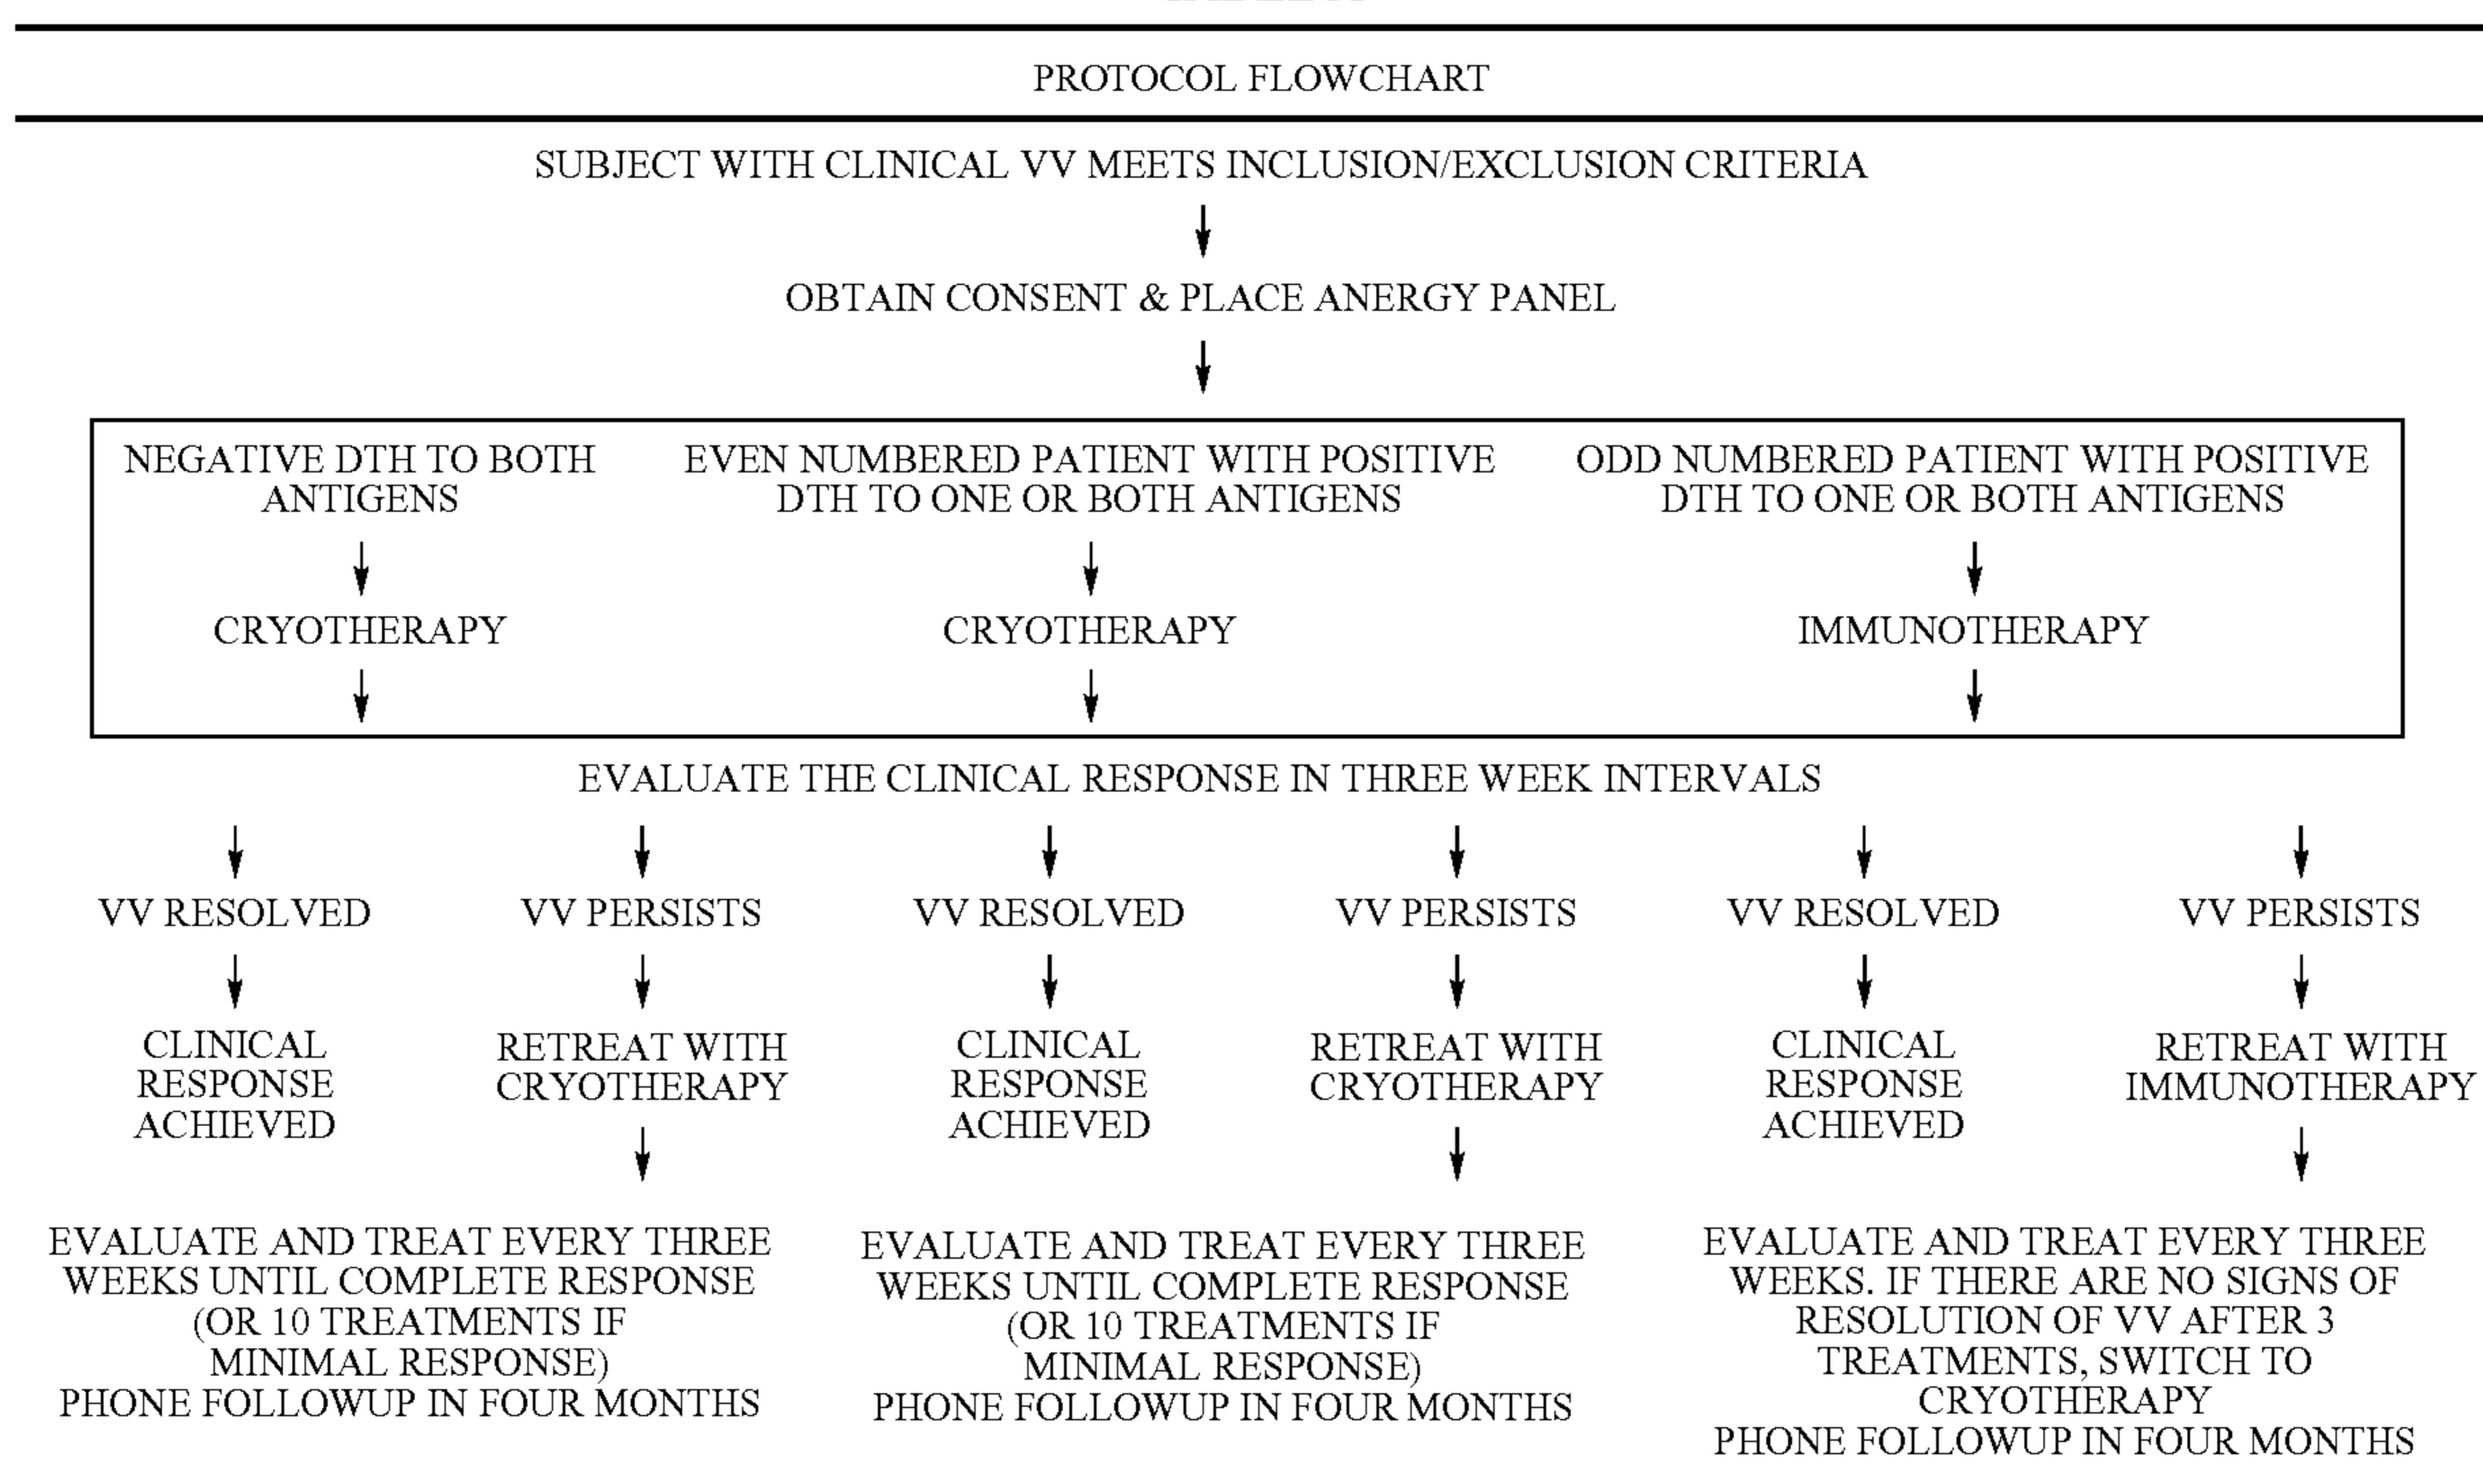 PROTOCOL FLOWCHART
SUBJECT WITH CLINICAL VV MEETS INCLUSION/EXCLUSION CRITERIA
OBTAIN CONSENT & PLACE ANERGY PANEL
NEGATIVE DTH TO BOTH
ANTIGENS
EVEN NUMBERED PATIENT WITH POSITIVE
DTH TO ONE OR BOTH ANTIGENS
ODD NUMBERED PATIENT WITH POSITIVE
DTH TO ONE OR BOTH ANTIGENS
CRYOTHERAPY
CRYOTHERAPY
IMMUNOTHERAPY
EVALUATE THE CLINICAL RESPONSE IN THREE WEEK INTERVALS
VV RESOLVED
VV PERSISTS
VV RESOLVED
VV PERSISTS
VV RESOLVED
VV PERSISTS
CLINICAL
RESPONSE
ACHIEVED
RETREAT WITH
CRYOTHERAPY
CLINICAL
RESPONSE
ACHIEVED
RETREAT WITH
CRYOTHERAPY
CLINICAL
RESPONSE
ACHIEVED
RETREAT WITH
IMMUNOTHERAPY
EVALUATE AND TREAT EVERY THREE
WEEKS UNTIL COMPLETE RESPONSE
(OR 10 TREATMENTS IF
MINIMAL RESPONSE)
PHONE FOLLOWUP IN FOUR MONTHS
EVALUATE AND TREAT EVERY THREE
WEEKS UNTIL COMPLETE RESPONSE
(OR 10 TREATMENTS IF
MINIMAL RESPONSE)
PHONE FOLLOWUP IN FOUR MONTHS
EVALUATE AND TREAT EVERY THREE
WEEKS. IF THERE ARE NO SIGNS OF
RESOLUTION OF VV AFTER 3
TREATMENTS, SWITCH TO
CRYOTHERAPY
PHONE FOLLOWUP IN FOUR MONTHS